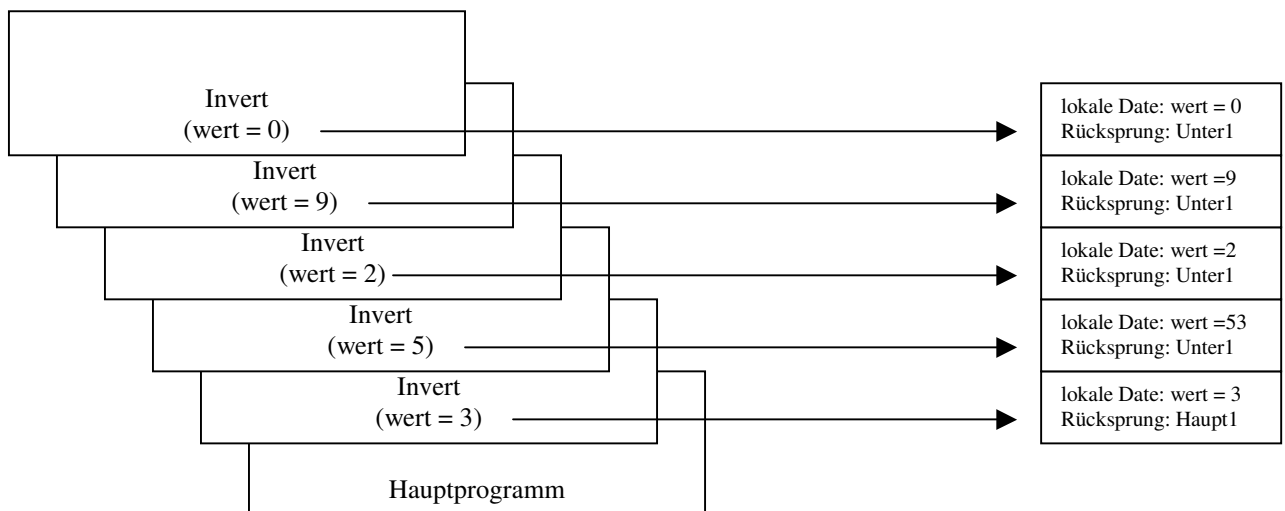 Invert
(wert = 0)
lokale Date: wert = 0
Rücksprung: Unter1
Invert
(wert = 9)
lokale Date: wert =9
Rücksprung: Unter1
Invert
(wert = 2)
lokale Date: wert =2
Rücksprung: Unter1
Invert
(wert = 5)
lokale Date: wert =53
Rücksprung: Unter1
Invert
(wert = 3)
lokale Date: wert = 3
Rücksprung: Haupt1
Hauptprogramm